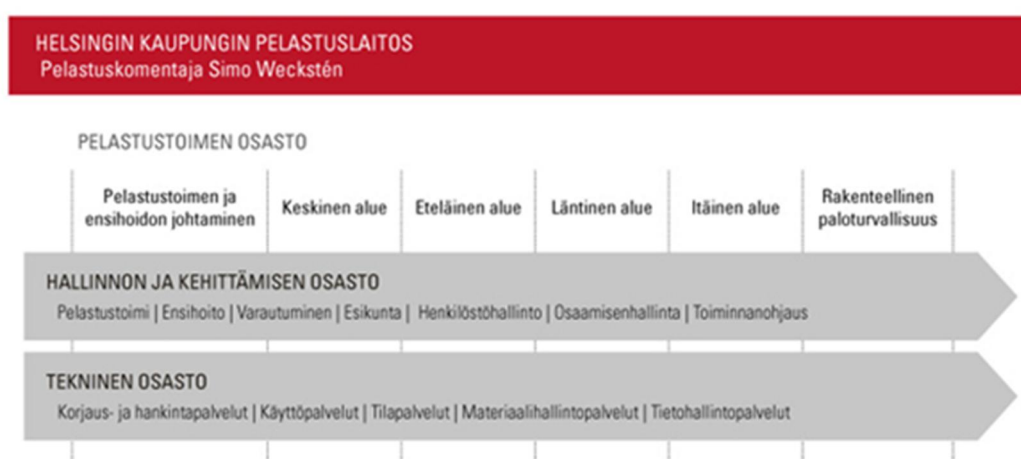 HELSINGIN KAUPUNGIN PELASTUSLAITOS
Pelastuskomentaja Simo Weckstén
PELASTUSTOIMEN OSASTO
Pelastustoimen ja
ensihoidon johtaminen
Keskinen alue
Eteläinen alue
Läntinen alue
Itäinen alue
Rakenteellinen
paloturvallisuus
HALLINNON JA KEHITTÄMISEN OSASTO
Pelastustoimi | Ensihoito | Varautuminen | Esikunta | Henkilöstöhallinto | Osaamisenhallinta | Toiminnanohjaus
TEKNINEN OSASTO
Korjaus- ja hankintapalvelut | Käyttöpalvelut | Tilapalvelut | Materiaalihallintopalvelut | Tietohallintopalvelut